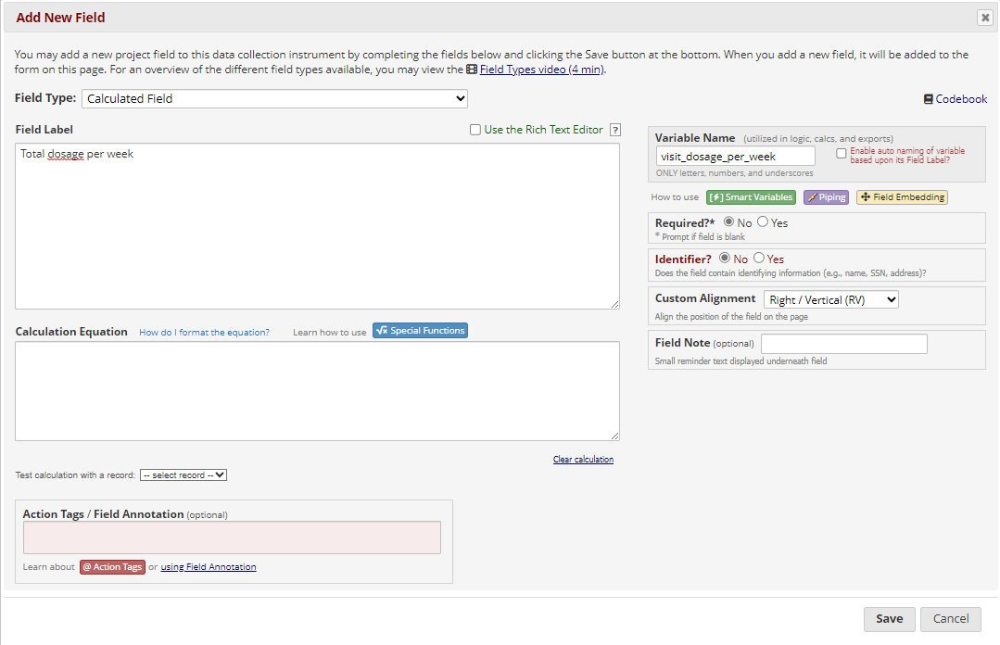 Add New Field
You may add a new project field to this data collection instrument by completing the fields below and clicking the Save button at the bottom. When you add a new field, it will be added to the
form on this page. For an overview of the different field types available, you may view the Field Types video (4 min).
Field Type: Calculated Field
Codebook
Field Label
Use the Rich Text Editor ?
Total dosage per week
Variable Name (utilized in logic, calcs, and exports)
visit_dosage_per_week
Enable auto naming of variable
based upon its Field Label?
ONLY letters, numbers, and underscores
How to use Smart Variables Piping Field Embedding
Required?* No Yes
* Prompt if field is blank
Identifier? No Yes
Does the field contain identifying information (e.g., name, SSN, address)?
Custom Alignment Right / Vertical (RV)
Align the position of the field on the page
Field Note (optional)
Small reminder text displayed underneath field
Calculation Equation How do I format the equation? Learn how to use Special Functions
Clear calculation
Test calculation with a record: -- select record --
Action Tags / Field Annotation (optional)
Learn about @ Action Tags or using Field Annotation
Save Cancel